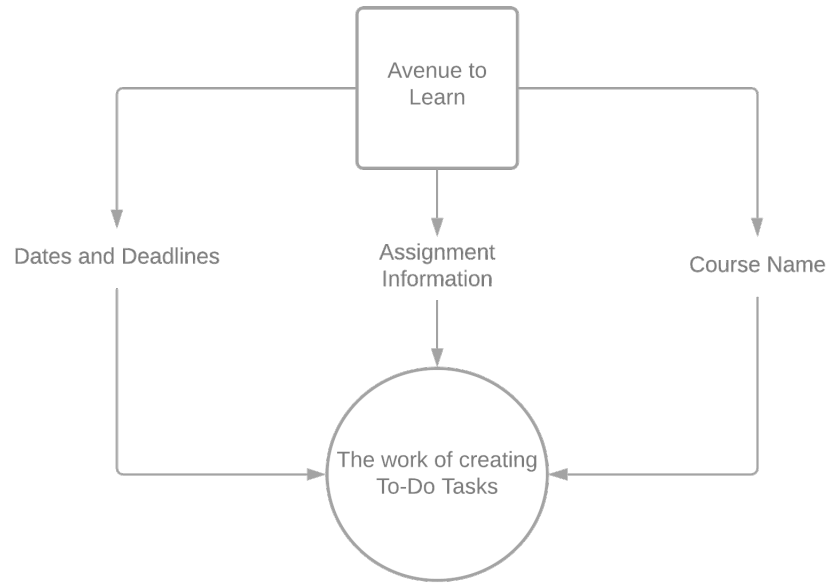 Avenue to
Learn
Dates and Deadlines
Assignment
Information
Course Name
The work of creating
To-Do Tasks